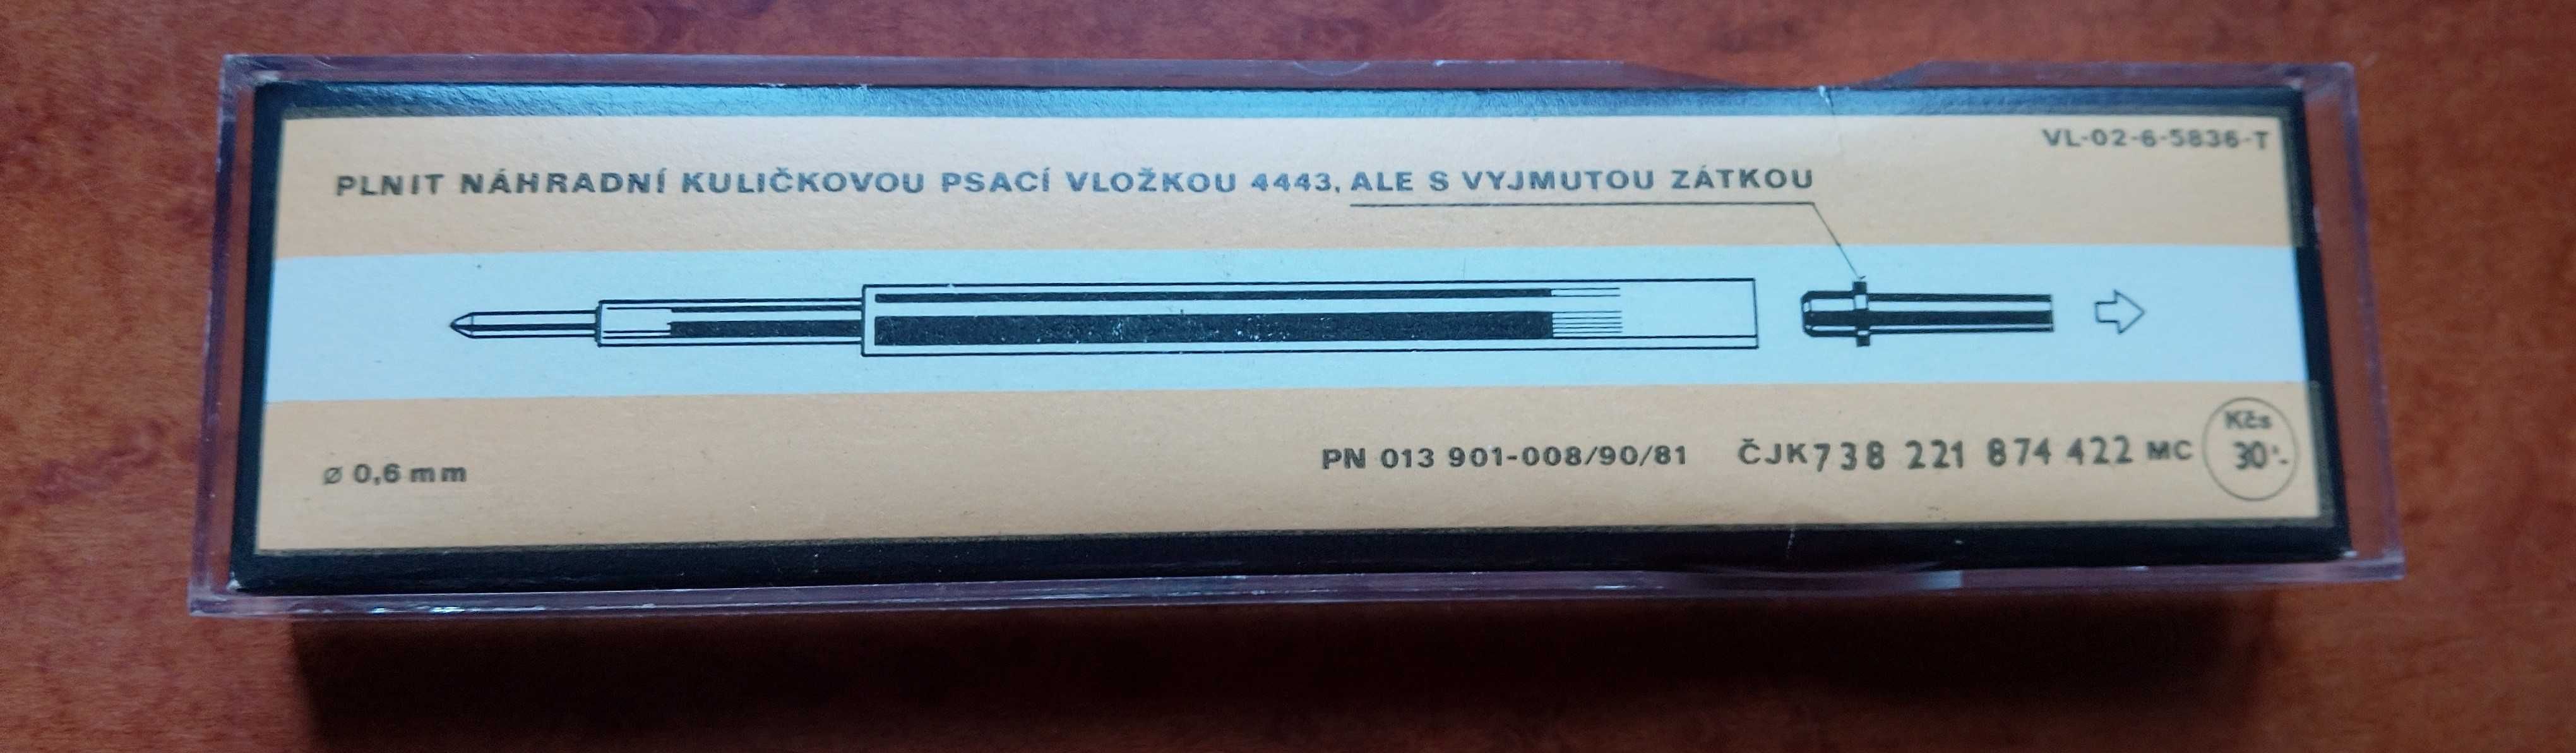 VL-02-6-5836-T
PLNIT NÁHRADNÍ KULIČKOVOU PSACÍ VLOŽKOU 4443, ALE S VYJMUTOU ZÁTKOU
⌀ 0,6 mm
PN 013 901-008/90/81 ČJK 738 221 874 422 MC
Kčs
30'-